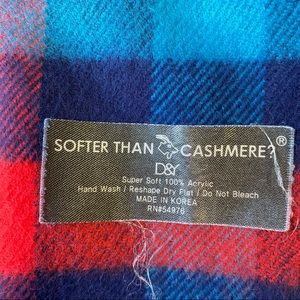 SOFTER THAN CASHMERE?®
D&Y
Super Soft 100% Acrylic
Hand Wash / Reshape Dry Flat / Do Not Bleach
MADE IN KOREA
RN#54976